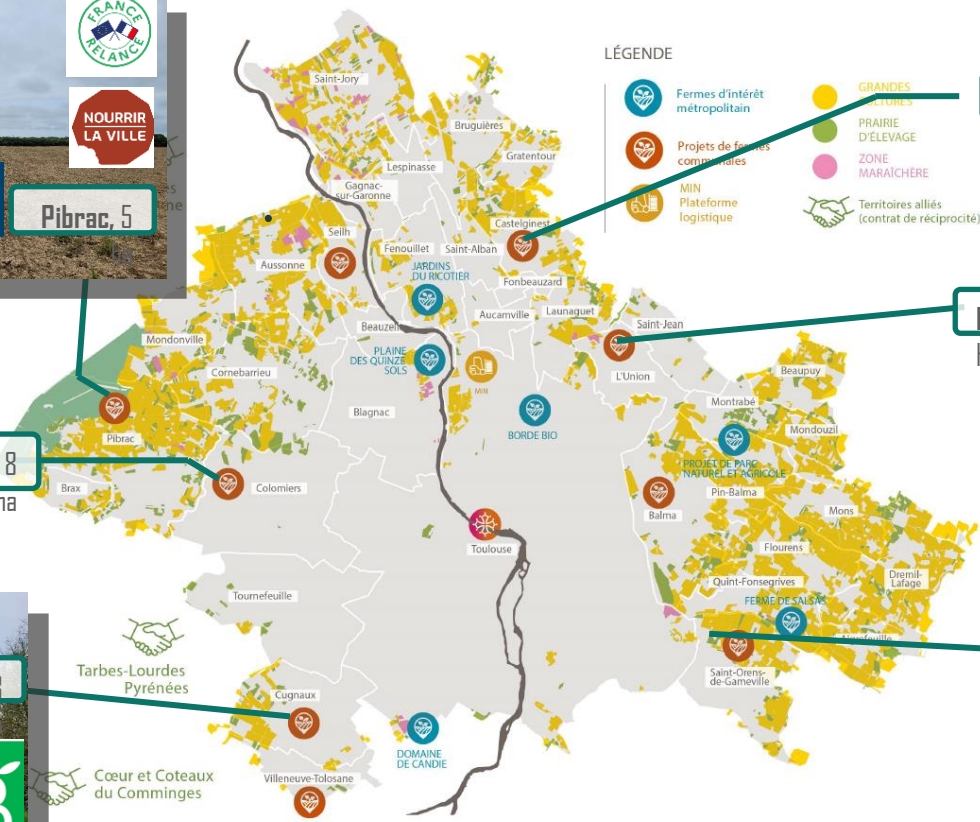 FRANCE
RELANCE
NOURRIR
LA VILLE
Pibrac, 5
8
LÉGENDE
Fermes d'intérêt
métropolitain
Projets de fermes
communales
MIN
Plateforme
logistique
GRANDES
CULTURES
PRAIRIE
D'ÉLEVAGE
ZONE
MARAÎCHÈRE
Territoires alliés
(contrat de réciprocité)
Saint-Jory
Bruguières
Lespinasse
Gratentour
Gagnac-
sur-Garonne
Castelginest
Seilh
Fenouillet
Saint-Alban
Aussonne
JARDINS
DU RICOTIER
Fonbeauzard
Aucamville
Launaguet
Saint-Jean
Beauzelle
Mondonville
PLAINE
DES QUINZE
SOLS
MIN
Cornebarrieu
L'Union
Beaupuy
Blagnac
Montrabé
BORDE BIO
Mondouzil
Pibrac
PROJET DE PARC
NATUREL ET AGRICOLE
Brax
Colomiers
Pin-Balma
Balma
Mons
Toulouse
Flourens
Quint-Fonsegrives
Dremil-
Lafage
Tournefeuille
FERME DE SALSAS
Aigrefeuille
Tarbes-Lourdes
Pyrénées
Saint-Orens-
de-Gameville
Cugnaux
DOMAINE
DE CANDIE
Cœur et Coteaux
du Comminges
Villeneuve-Tolosane